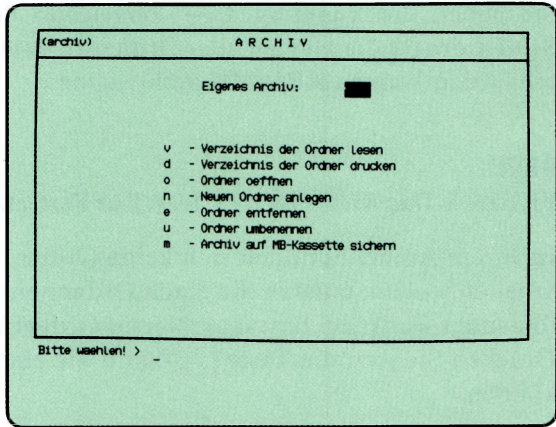 (archiv) A R C H I V
Eigenes Archiv:
v - Verzeichnis der Ordner lesen
d - Verzeichnis der Ordner drucken
o - Ordner oeffnen
n - Neuen Ordner anlegen
e - Ordner entfernen
u - Ordner umbenennen
m - Archiv auf MB-Kassette sichern
Bitte waehlen! > _